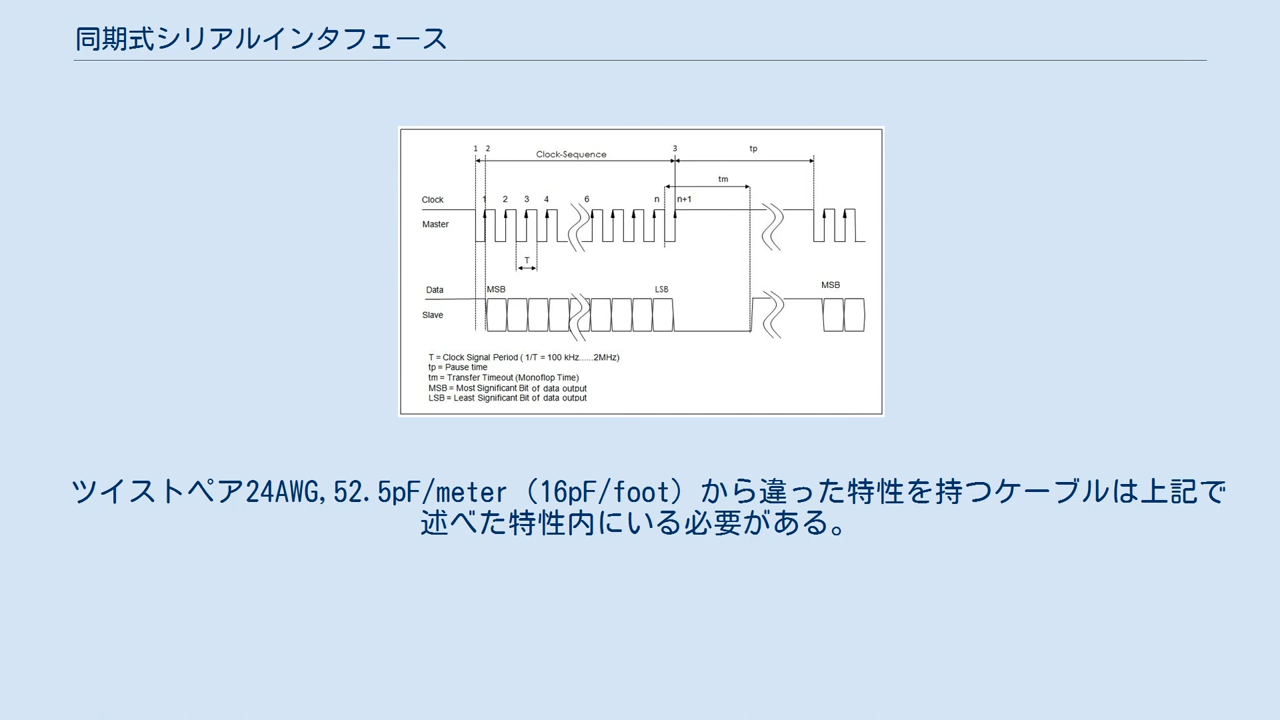 同期式シリアルインタフェース
1 2 3 tp
Clock-Sequence
tm
Clock 1 2 3 4 6 n n+1
Master
T
Data MSB LSB MSB
Slave
T = Clock Signal Period ( 1/T = 100 kHz......2MHz)
tp = Pause time
tm = Transfer Timeout (Monoflop Time)
MSB = Most Significant Bit of data output
LSB = Least Significant Bit of data output
ツイストペア24AWG,52.5pF/meter（16pF/foot）から違った特性を持つケーブルは上記で
述べた特性内にいる必要がある。